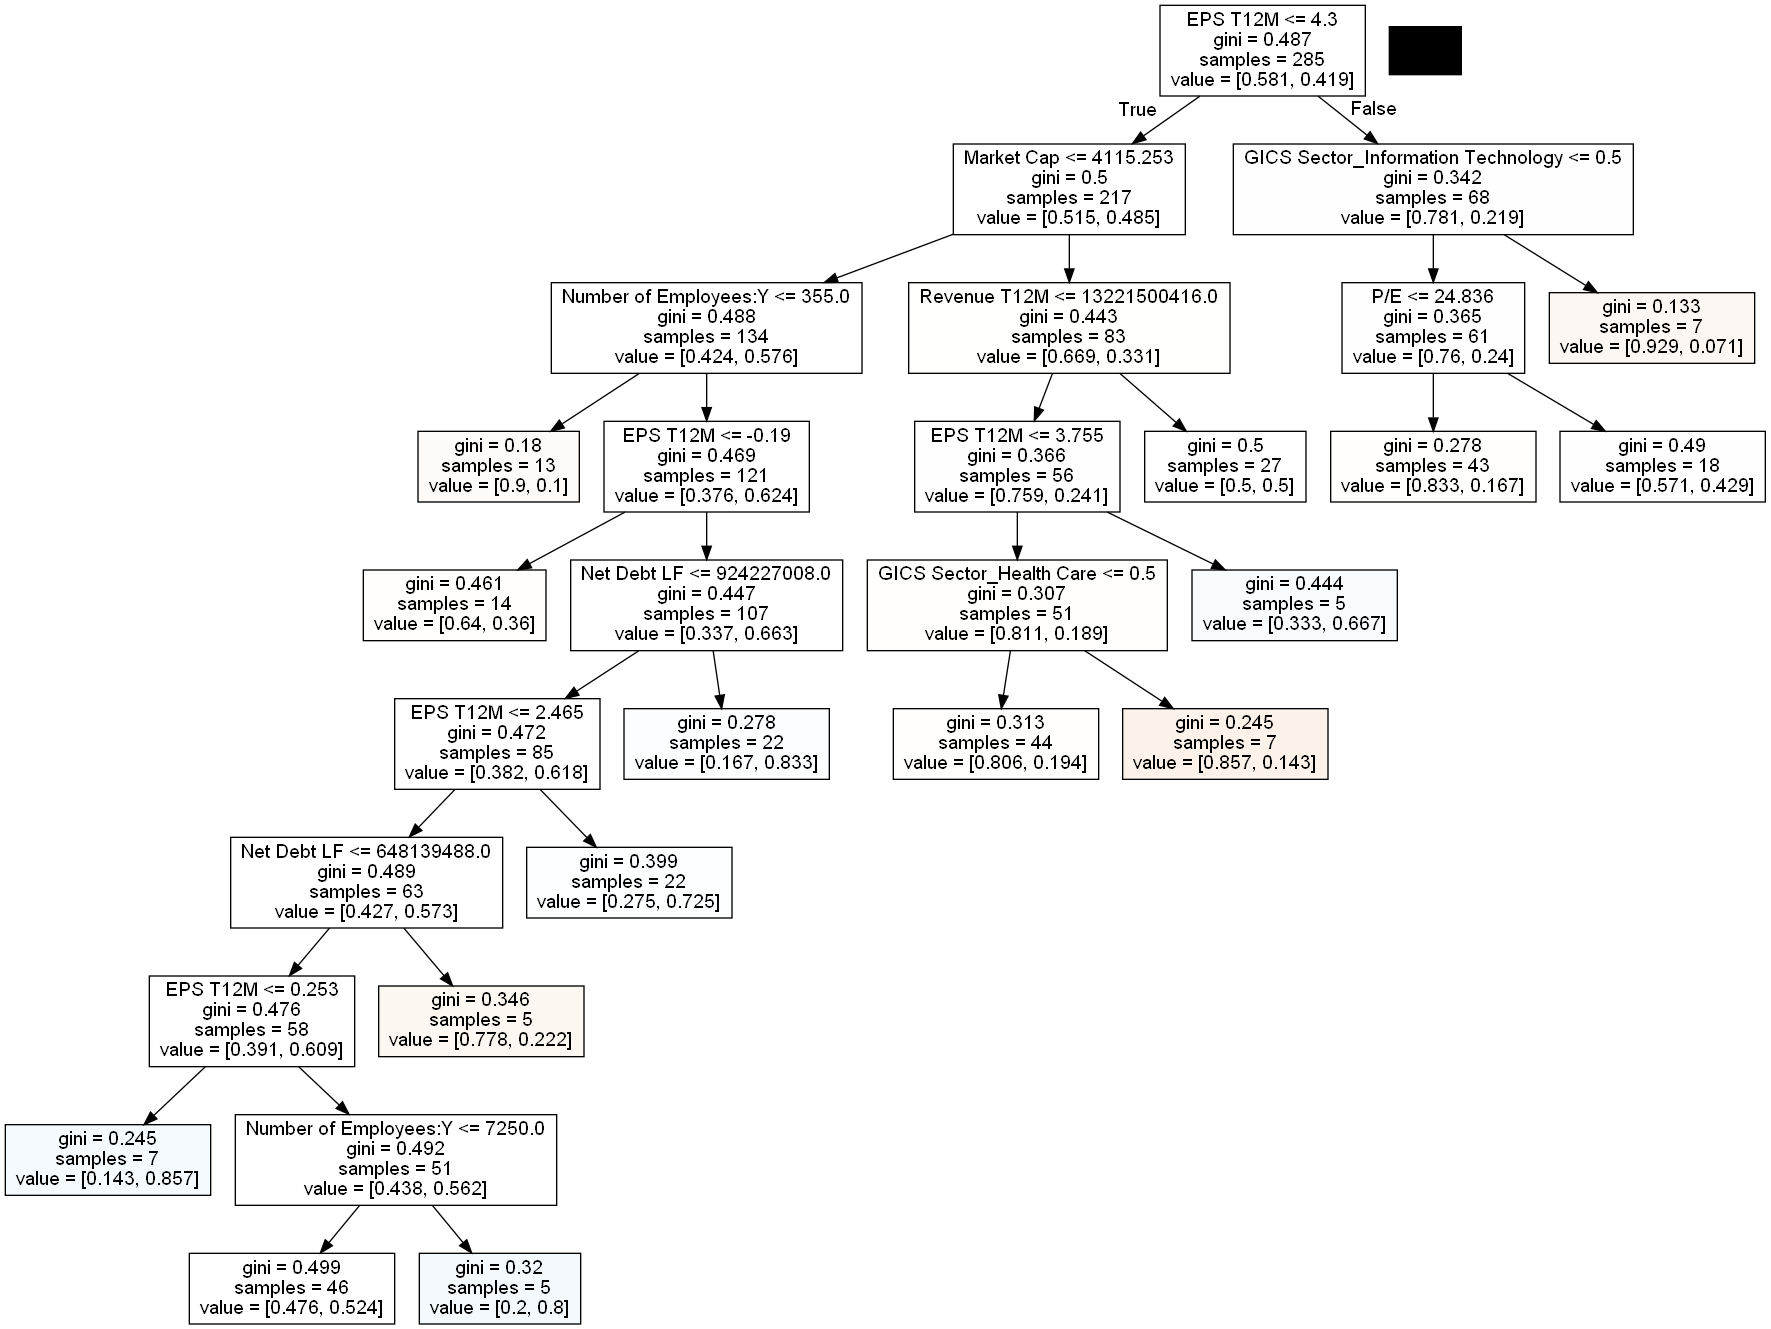 EPS T12M <= 4.3
gini = 0.487
samples = 285
value = [0.581, 0.419]
True
False
Market Cap <= 4115.253
gini = 0.5
samples = 217
value = [0.515, 0.485]
GICS Sector_Information Technology <= 0.5
gini = 0.342
samples = 68
value = [0.781, 0.219]
Number of Employees:Y <= 355.0
gini = 0.488
samples = 134
value = [0.424, 0.576]
Revenue T12M <= 13221500416.0
gini = 0.443
samples = 83
value = [0.669, 0.331]
P/E <= 24.836
gini = 0.365
samples = 61
value = [0.76, 0.24]
gini = 0.133
samples = 7
value = [0.929, 0.071]
gini = 0.18
samples = 13
value = [0.9, 0.1]
EPS T12M <= -0.19
gini = 0.469
samples = 121
value = [0.376, 0.624]
EPS T12M <= 3.755
gini = 0.366
samples = 56
value = [0.759, 0.241]
gini = 0.5
samples = 27
value = [0.5, 0.5]
gini = 0.278
samples = 43
value = [0.833, 0.167]
gini = 0.49
samples = 18
value = [0.571, 0.429]
gini = 0.461
samples = 14
value = [0.64, 0.36]
Net Debt LF <= 924227008.0
gini = 0.447
samples = 107
value = [0.337, 0.663]
GICS Sector_Health Care <= 0.5
gini = 0.307
samples = 51
value = [0.811, 0.189]
gini = 0.444
samples = 5
value = [0.333, 0.667]
EPS T12M <= 2.465
gini = 0.472
samples = 85
value = [0.382, 0.618]
gini = 0.278
samples = 22
value = [0.167, 0.833]
gini = 0.313
samples = 44
value = [0.806, 0.194]
gini = 0.245
samples = 7
value = [0.857, 0.143]
Net Debt LF <= 648139488.0
gini = 0.489
samples = 63
value = [0.427, 0.573]
gini = 0.399
samples = 22
value = [0.275, 0.725]
EPS T12M <= 0.253
gini = 0.476
samples = 58
value = [0.391, 0.609]
gini = 0.346
samples = 5
value = [0.778, 0.222]
gini = 0.245
samples = 7
value = [0.143, 0.857]
Number of Employees:Y <= 7250.0
gini = 0.492
samples = 51
value = [0.438, 0.562]
gini = 0.499
samples = 46
value = [0.476, 0.524]
gini = 0.32
samples = 5
value = [0.2, 0.8]